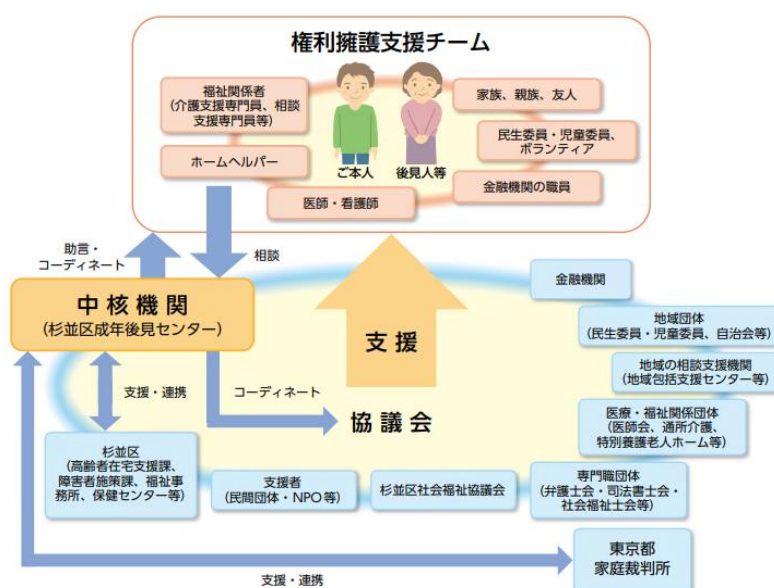 権利擁護支援チーム
福祉関係者
(介護支援専門員、相談
支援専門員等)
ホームヘルパー
医師・看護師
ご本人
後見人等
家族、親族、友人
民生委員・児童委員、
ボランティア
金融機関の職員
助言・
コーディネート
相談
中核機関
(杉並区成年後見センター)
支援
協議会
支援・連携
コーディネート
金融機関
地域団体
(民生委員・児童委員、自治会等)
地域の相談支援機関
(地域包括支援センター等)
医療・福祉関係団体
(医師会、通所介護、
特別養護老人ホーム等)
専門職団体
(弁護士会・司法書士会・
社会福祉士会等)
杉並区社会福祉協議会
支援者
(民間団体・NPO等)
杉並区
(高齢者在宅支援課、
障害者施策課、福祉事
務所、保健センター等)
東京都
家庭裁判所
支援・連携